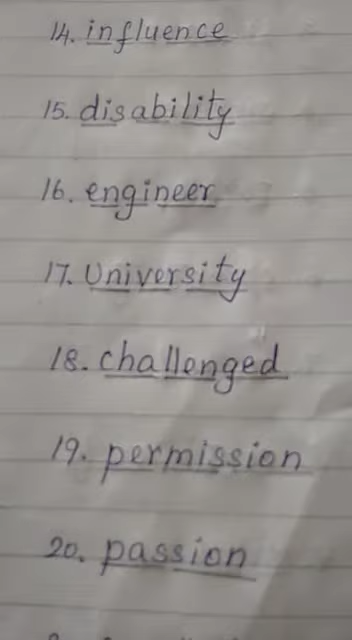 14. influence
15. disability
16. engineer
17. University
18. challenged
19. permission
20. passion